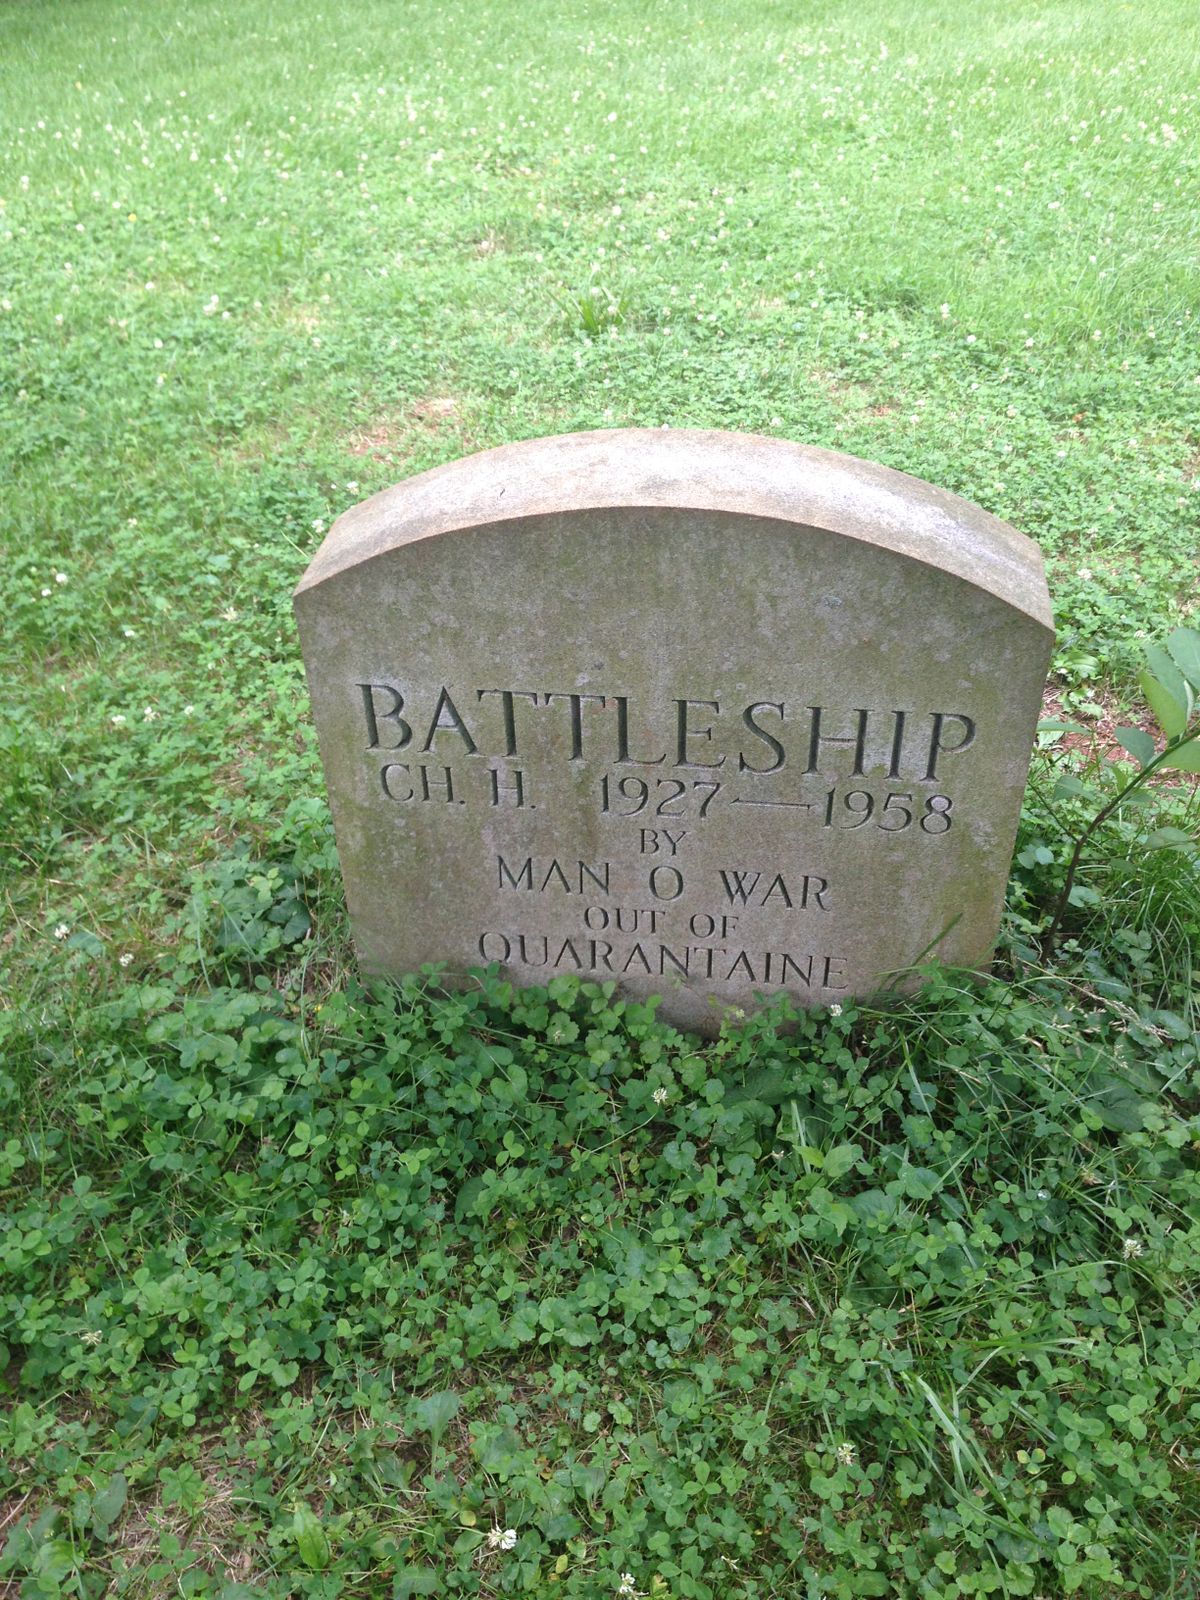 BATTLESHIP
CH. H. 1927—1958
BY
MAN O WAR
OUT OF
QUARANTAINE